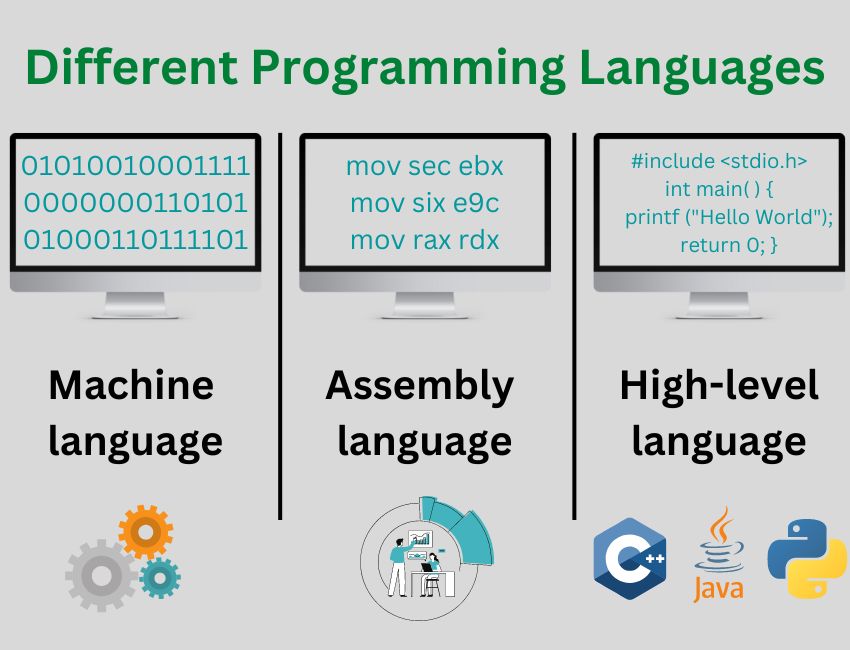 Different Programming Languages
01010010001111
0000000110101
01000110111101
mov sec ebx
mov six e9c
mov rax rdx
#include <stdio.h>
int main( ) {
printf ("Hello World");
return 0; }
Machine
language
Assembly
language
High-level
language
C++
Java